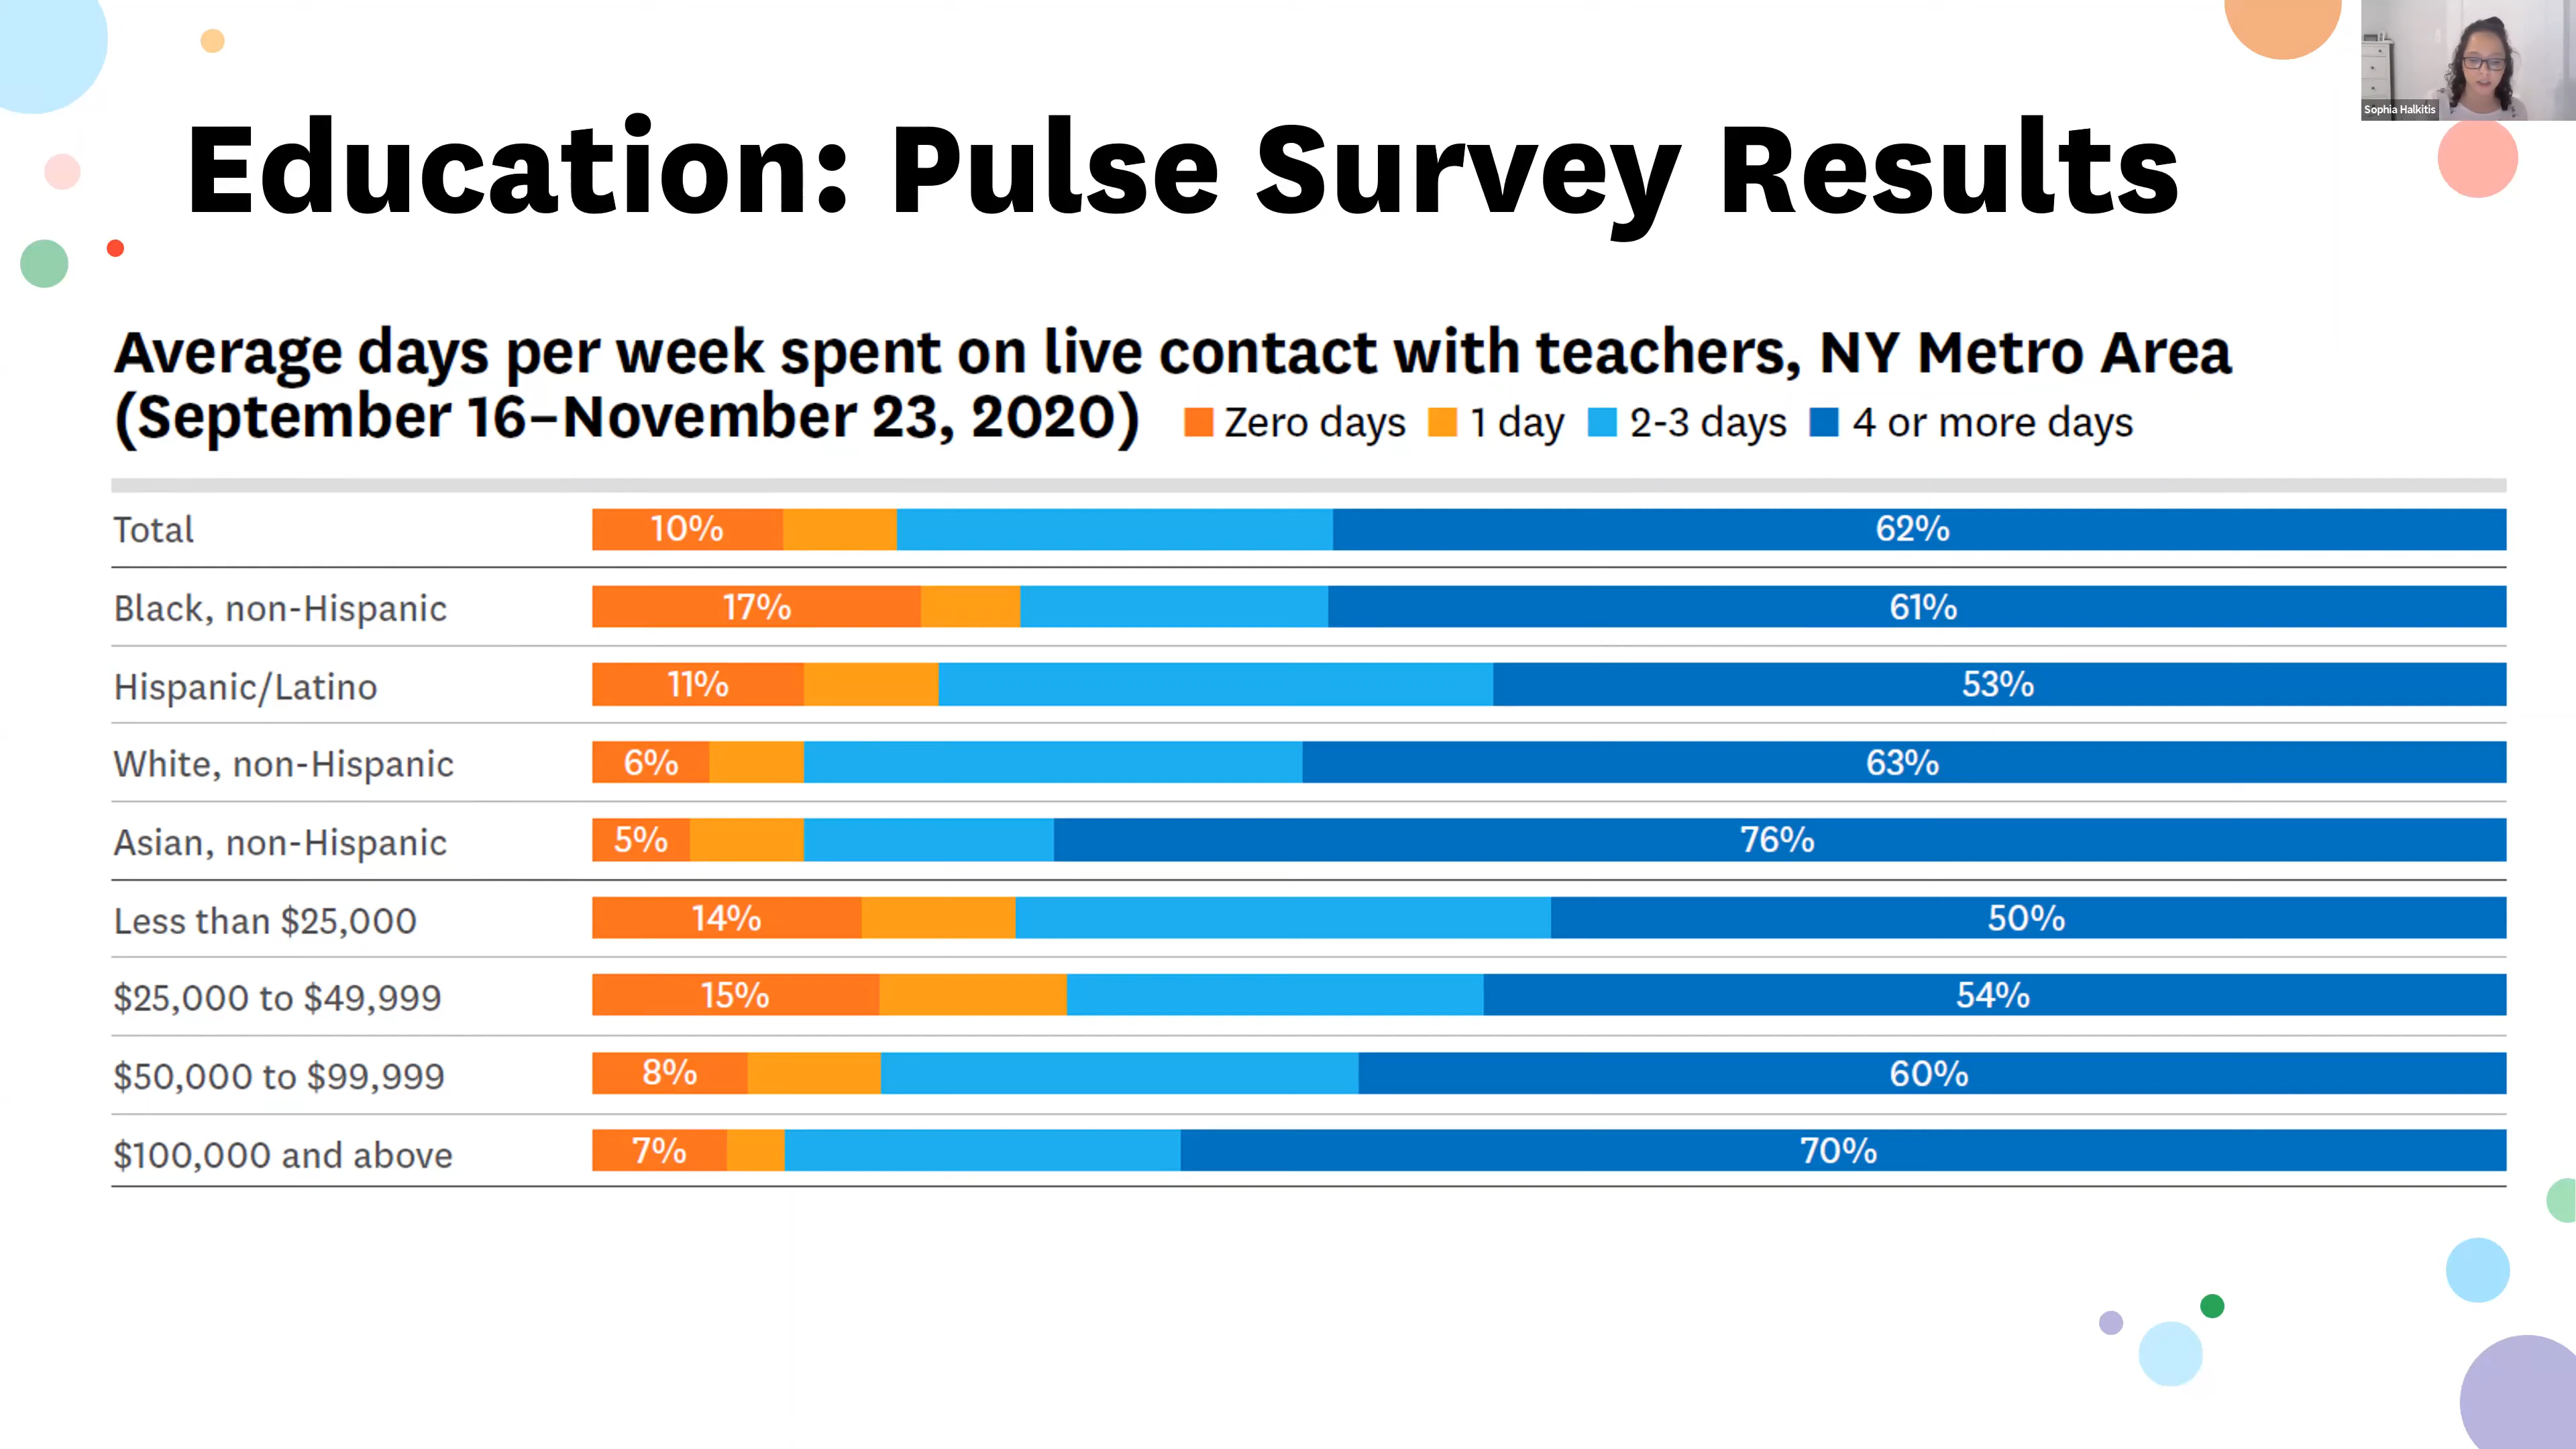 Sophia Halkitis
Education: Pulse Survey Results
Average days per week spent on live contact with teachers, NY Metro Area
(September 16–November 23, 2020) Zero days 1 day 2-3 days 4 or more days
Total 10% 62%
Black, non-Hispanic 17% 61%
Hispanic/Latino 11% 53%
White, non-Hispanic 6% 63%
Asian, non-Hispanic 5% 76%
Less than $25,000 14% 50%
$25,000 to $49,999 15% 54%
$50,000 to $99,999 8% 60%
$100,000 and above 7% 70%